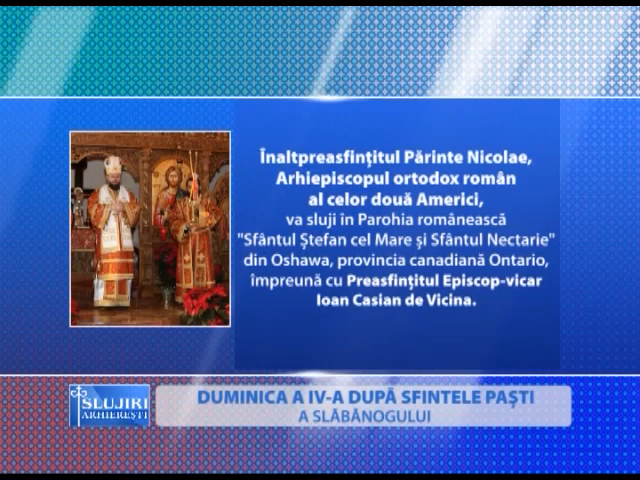 Înaltpreasfințitul Părinte Nicolae,
Arhiepiscopul ortodox român
al celor două Americi,
va sluji în Parohia românească
"Sfântul Ștefan cel Mare și Sfântul Nectarie"
din Oshawa, provincia canadiană Ontario,
împreună cu Preasfințitul Episcop-vicar
Ioan Casian de Vicina.
SLUJIRI
ARHIEREȘTI
DUMINICA A IV-A DUPĂ SFINTELE PAȘTI
A SLĂBĂNOGULUI